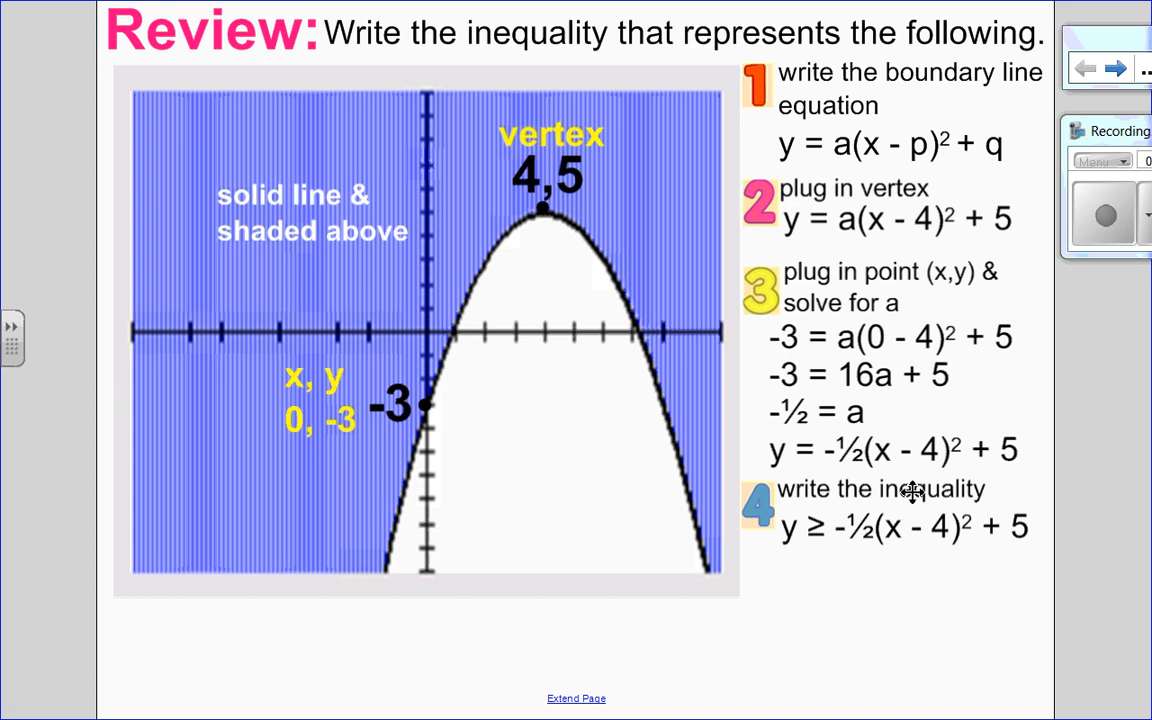 Review: Write the inequality that represents the following.
vertex
4,5
solid line &
shaded above
x, y
0, -3
-3
1 write the boundary line
equation
y = a(x - p)² + q
2 plug in vertex
y = a(x - 4)² + 5
3 plug in point (x,y) &
solve for a
-3 = a(0 - 4)² + 5
-3 = 16a + 5
-½ = a
y = -½(x - 4)² + 5
4 write the inequality
y ≥ -½(x - 4)² + 5
Extend Page
Recording
Menu
0